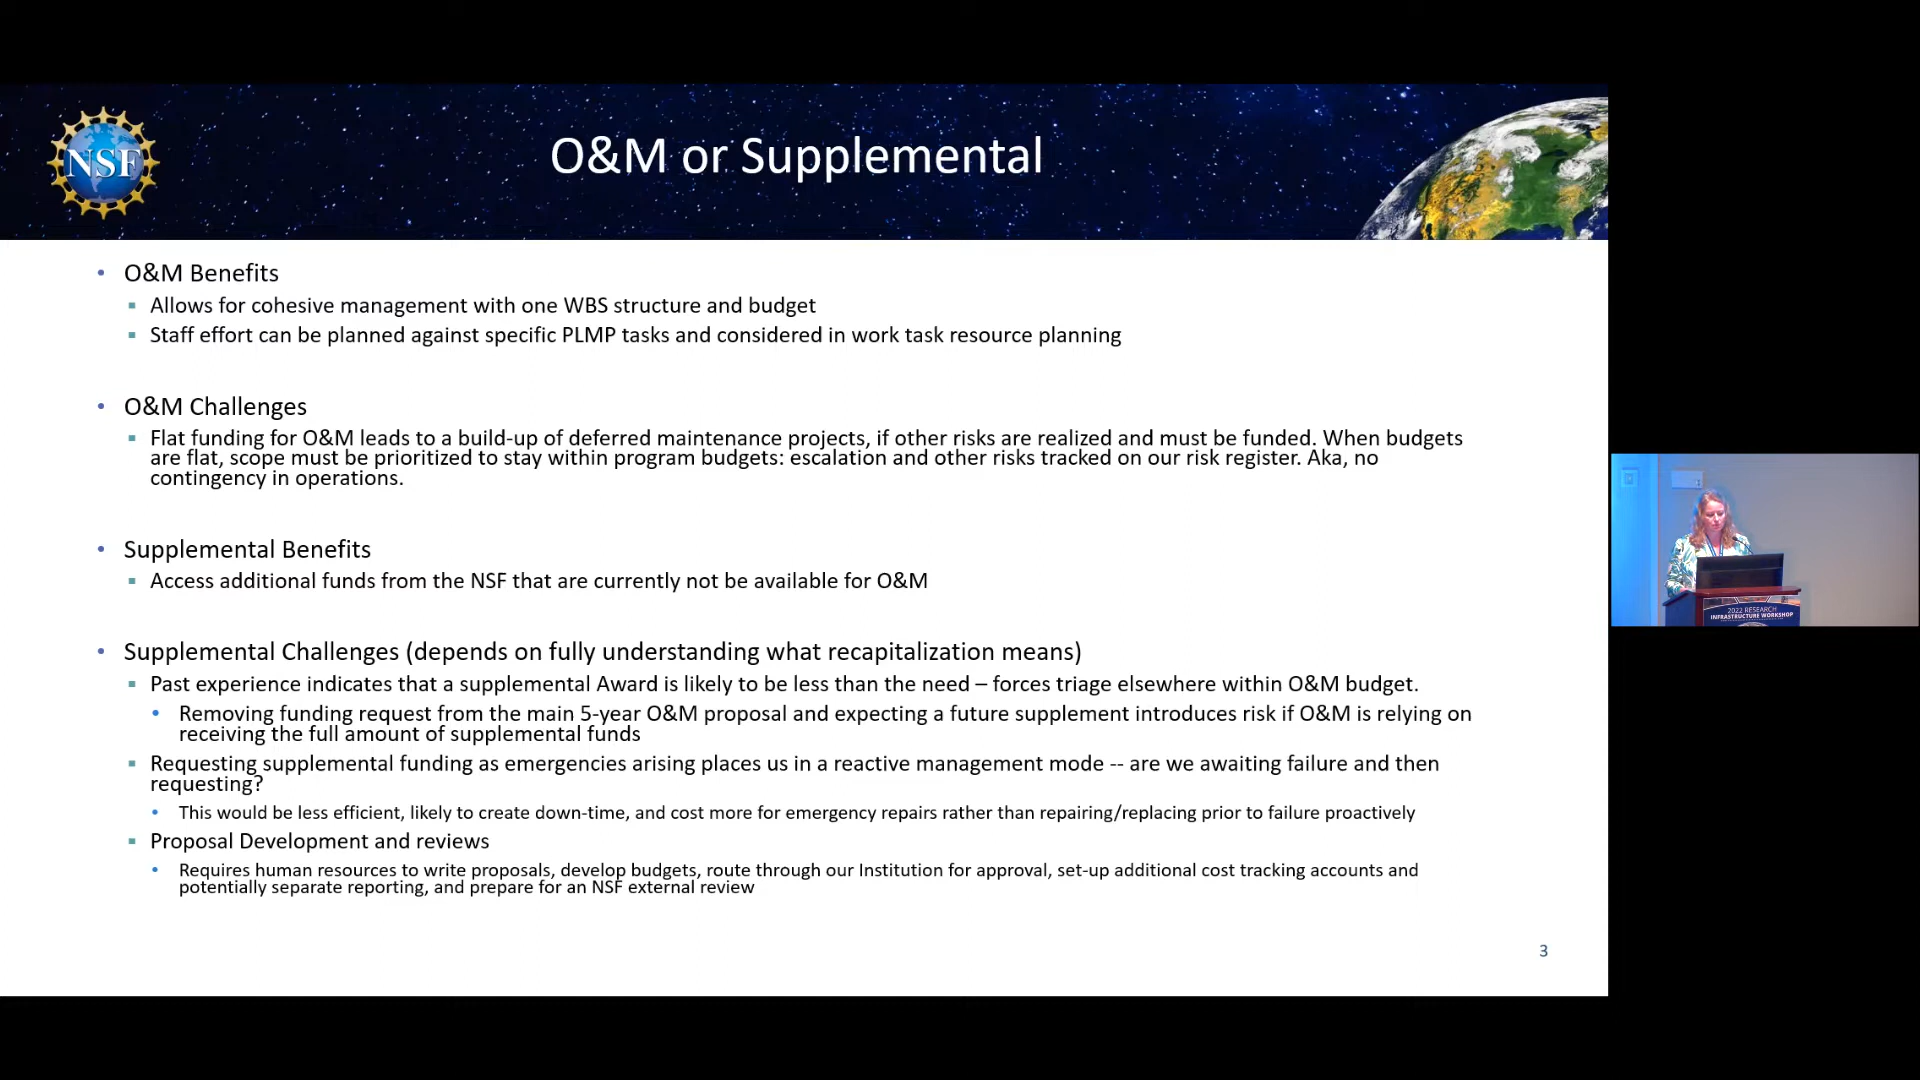 NSF
O&M or Supplemental
• O&M Benefits
▪ Allows for cohesive management with one WBS structure and budget
▪ Staff effort can be planned against specific PLMP tasks and considered in work task resource planning
• O&M Challenges
▪ Flat funding for O&M leads to a build-up of deferred maintenance projects, if other risks are realized and must be funded. When budgets
are flat, scope must be prioritized to stay within program budgets: escalation and other risks tracked on our risk register. Aka, no
contingency in operations.
• Supplemental Benefits
▪ Access additional funds from the NSF that are currently not be available for O&M
• Supplemental Challenges (depends on fully understanding what recapitalization means)
▪ Past experience indicates that a supplemental Award is likely to be less than the need – forces triage elsewhere within O&M budget.
• Removing funding request from the main 5-year O&M proposal and expecting a future supplement introduces risk if O&M is relying on
receiving the full amount of supplemental funds
▪ Requesting supplemental funding as emergencies arising places us in a reactive management mode -- are we awaiting failure and then
requesting?
• This would be less efficient, likely to create down-time, and cost more for emergency repairs rather than repairing/replacing prior to failure proactively
▪ Proposal Development and reviews
• Requires human resources to write proposals, develop budgets, route through our Institution for approval, set-up additional cost tracking accounts and
potentially separate reporting, and prepare for an NSF external review
3
2022 RESEARCH
INFRASTRUCTURE WORKSHOP